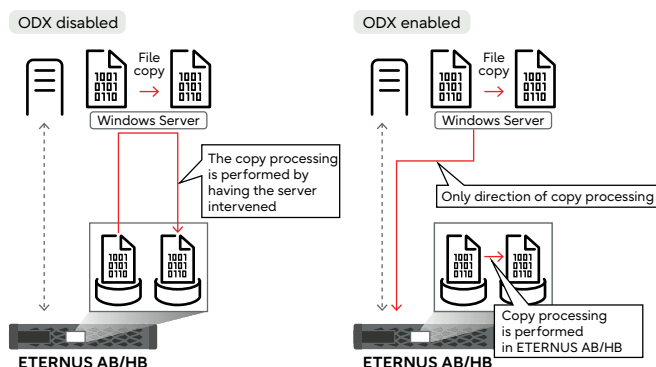 ODX disabled
File
copy
1001
0101
0110
1001
0101
0110
Windows Server
The copy processing
is performed by
having the server
intervened
1001
0101
0110
1001
0101
0110
ETERNUS AB/HB
ODX enabled
File
copy
1001
0101
0110
1001
0101
0110
Windows Server
Only direction of copy processing
1001
0101
0110
1001
0101
0110
Copy processing
is performed
in ETERNUS AB/HB
ETERNUS AB/HB